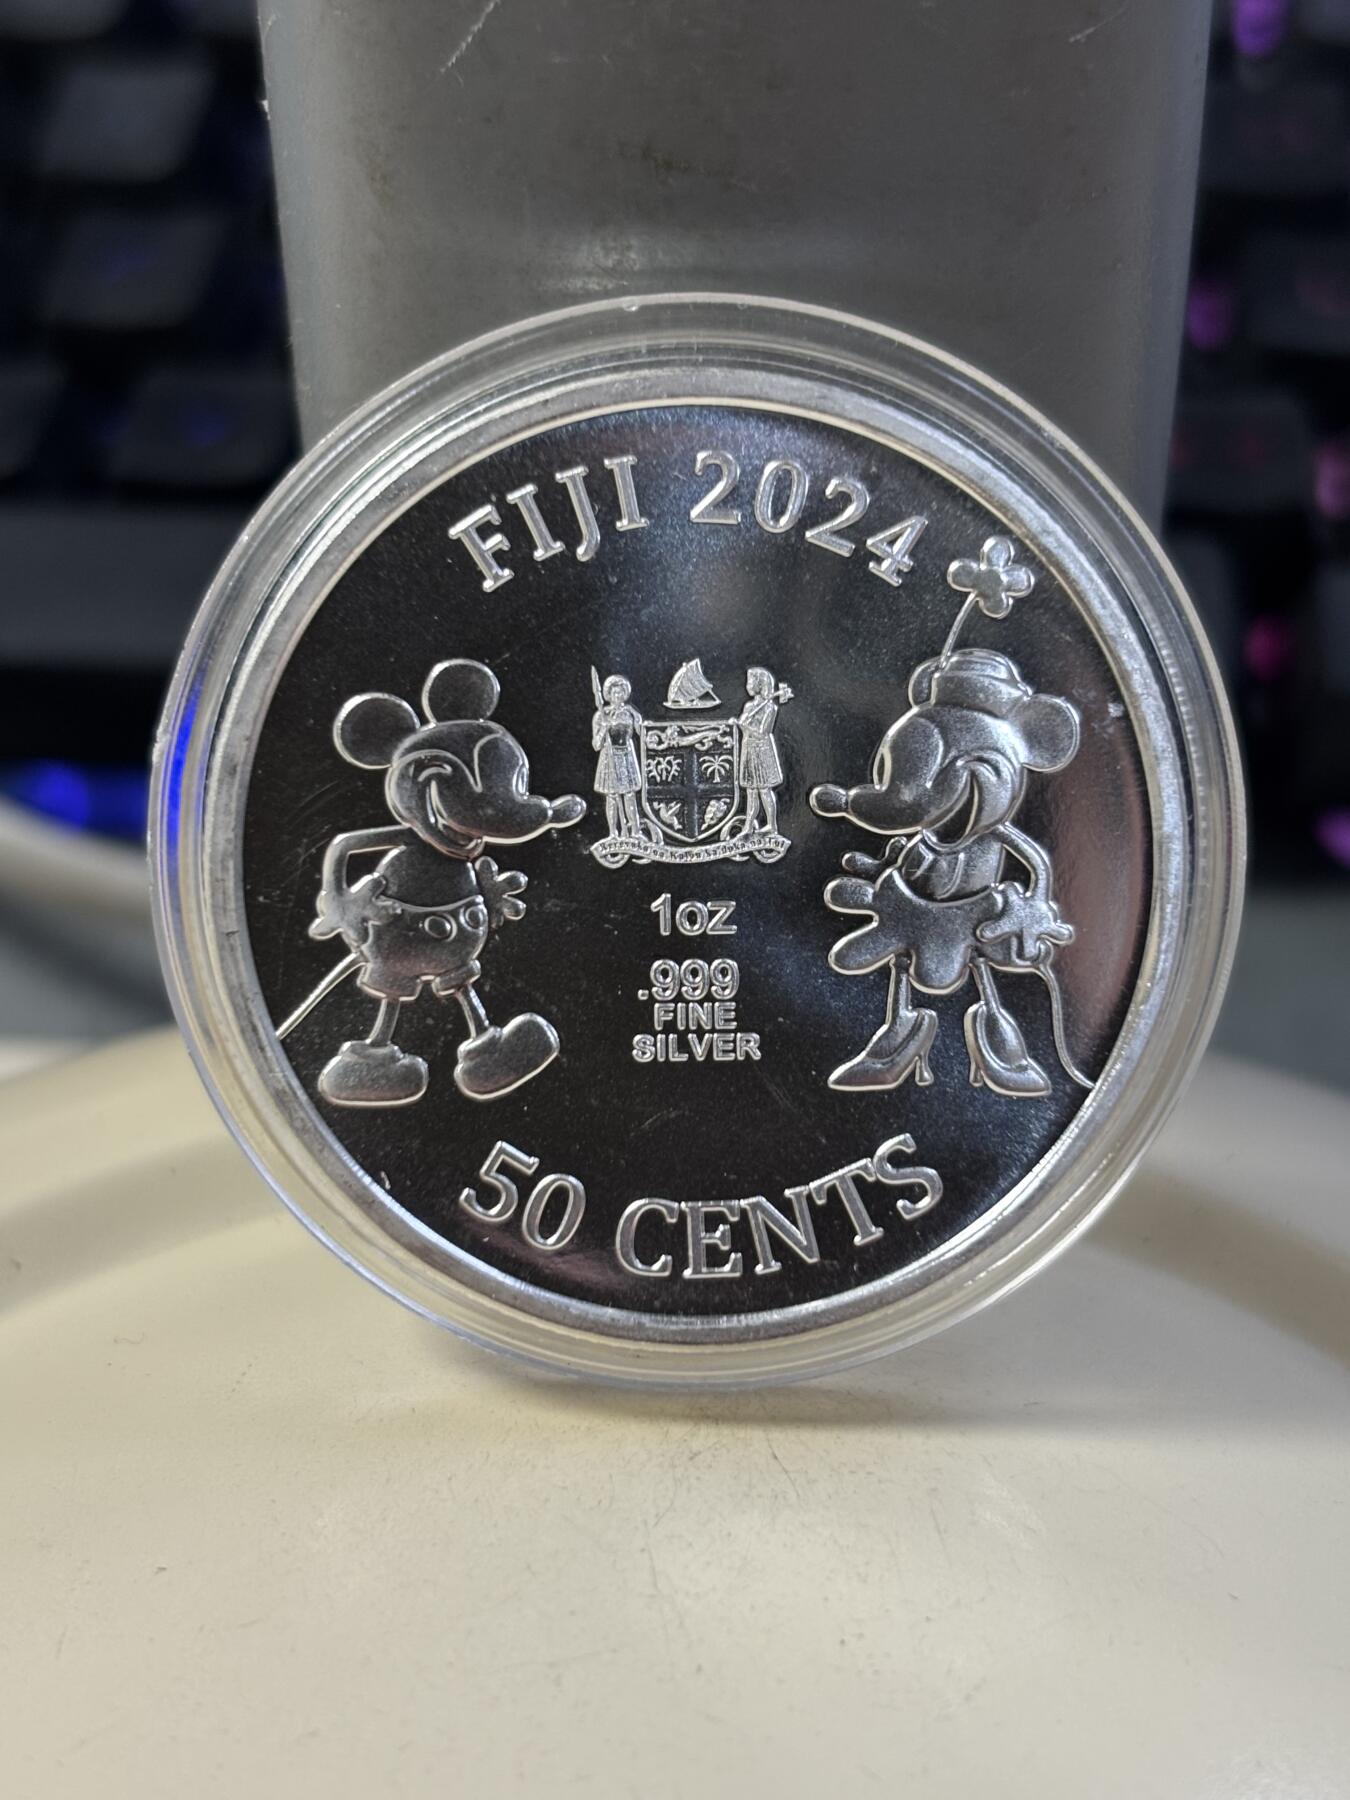 FIJI 2024
1oz
.999
FINE
SILVER
50 CENTS